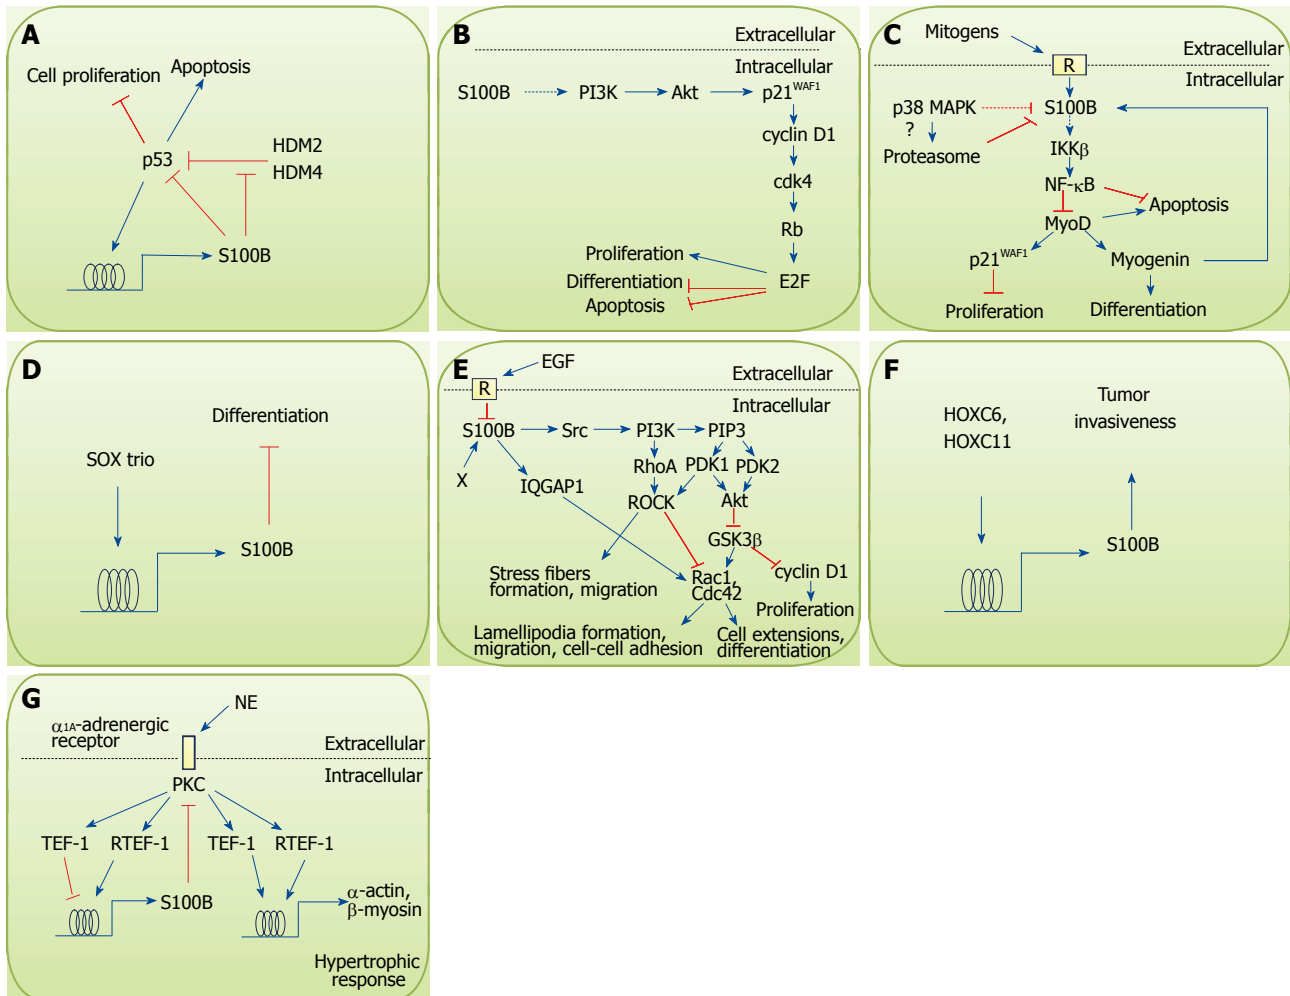 A
Cell proliferation
Apoptosis
p53
HDM2
HDM4
S100B
B
Extracellular
Intracellular
S100B
PI3K
Akt
p21WAF1
cyclin D1
cdk4
Rb
Proliferation
Differentiation
E2F
Apoptosis
C
Mitogens
Extracellular
R
Intracellular
p38 MAPK
S100B
?
Proteasome
IKKβ
NF-κB
Apoptosis
MyoD
p21WAF1
Myogenin
Proliferation
Differentiation
D
Differentiation
SOX trio
S100B
E
EGF
Extracellular
R
Intracellular
S100B
Src
PI3K
PIP3
X
IQGAP1
RhoA
PDK1
PDK2
ROCK
Akt
GSK3β
Stress fibers
formation, migration
Rac1,
Cdc42
cyclin D1
Proliferation
Lamellipodia formation,
migration, cell-cell adhesion
Cell extensions,
differentiation
F
HOXC6,
HOXC11
Tumor
invasiveness
S100B
G
NE
α1A-adrenergic
receptor
Extracellular
Intracellular
PKC
TEF-1
RTEF-1
TEF-1
RTEF-1
S100B
α-actin,
β-myosin
Hypertrophic
response